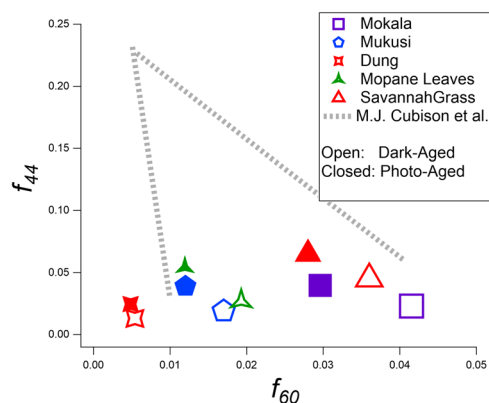 Mokala
Mukusi
Dung
Mopane Leaves
SavannahGrass
M.J. Cubison et al.
Open: Dark-Aged
Closed: Photo-Aged
0.25
0.20
0.15
0.10
0.05
0.00
f44
0.00 0.01 0.02 0.03 0.04 0.05
f60